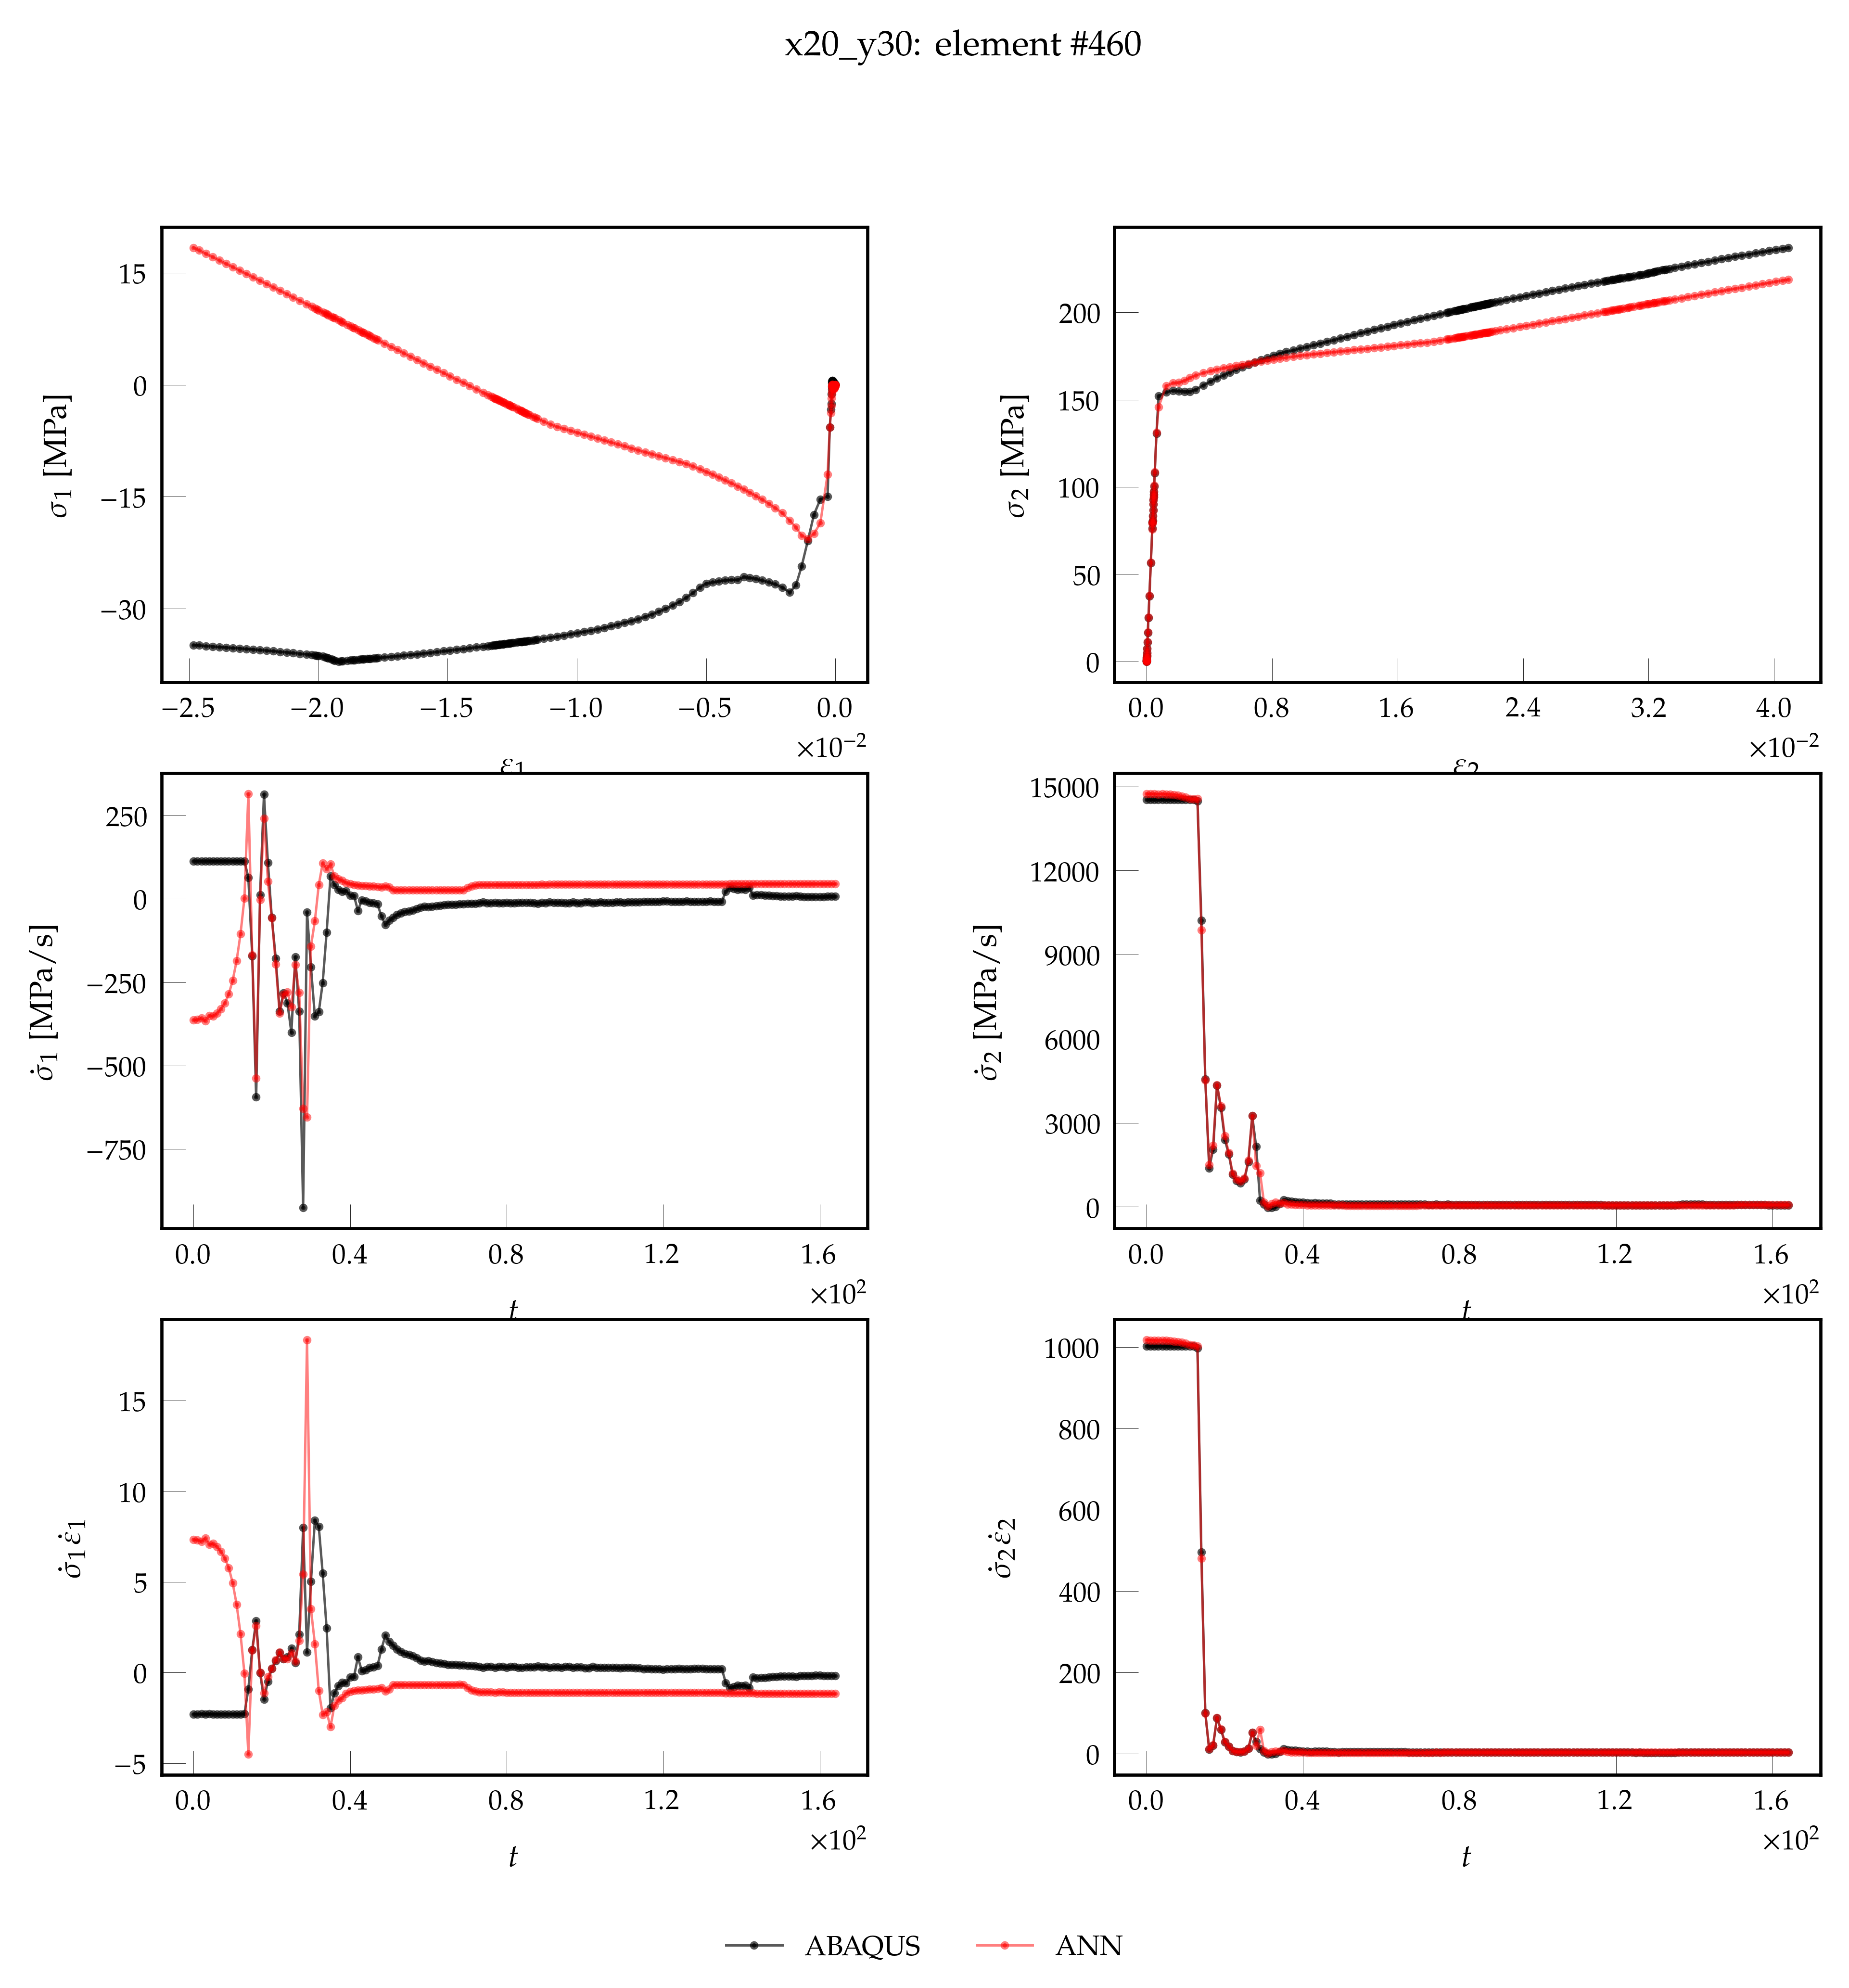 x20_y30: element #460
σ₁ [MPa]
15
0
−15
−30
−2.5 −2.0 −1.5 −1.0 −0.5 0.0
×10⁻²
ε₁
σ₂ [MPa]
200
150
100
50
0
0.0 0.8 1.6 2.4 3.2 4.0
×10⁻²
ε₂
σ̇₁ [MPa/s]
250
0
−250
−500
−750
0.0 0.4 0.8 1.2 1.6
×10²
t
σ̇₂ [MPa/s]
15000
12000
9000
6000
3000
0
0.0 0.4 0.8 1.2 1.6
×10²
t
σ̇₁ε̇₁
15
10
5
0
−5
0.0 0.4 0.8 1.2 1.6
×10²
t
σ̇₂ε̇₂
1000
800
600
400
200
0
0.0 0.4 0.8 1.2 1.6
×10²
t
ABAQUS ANN